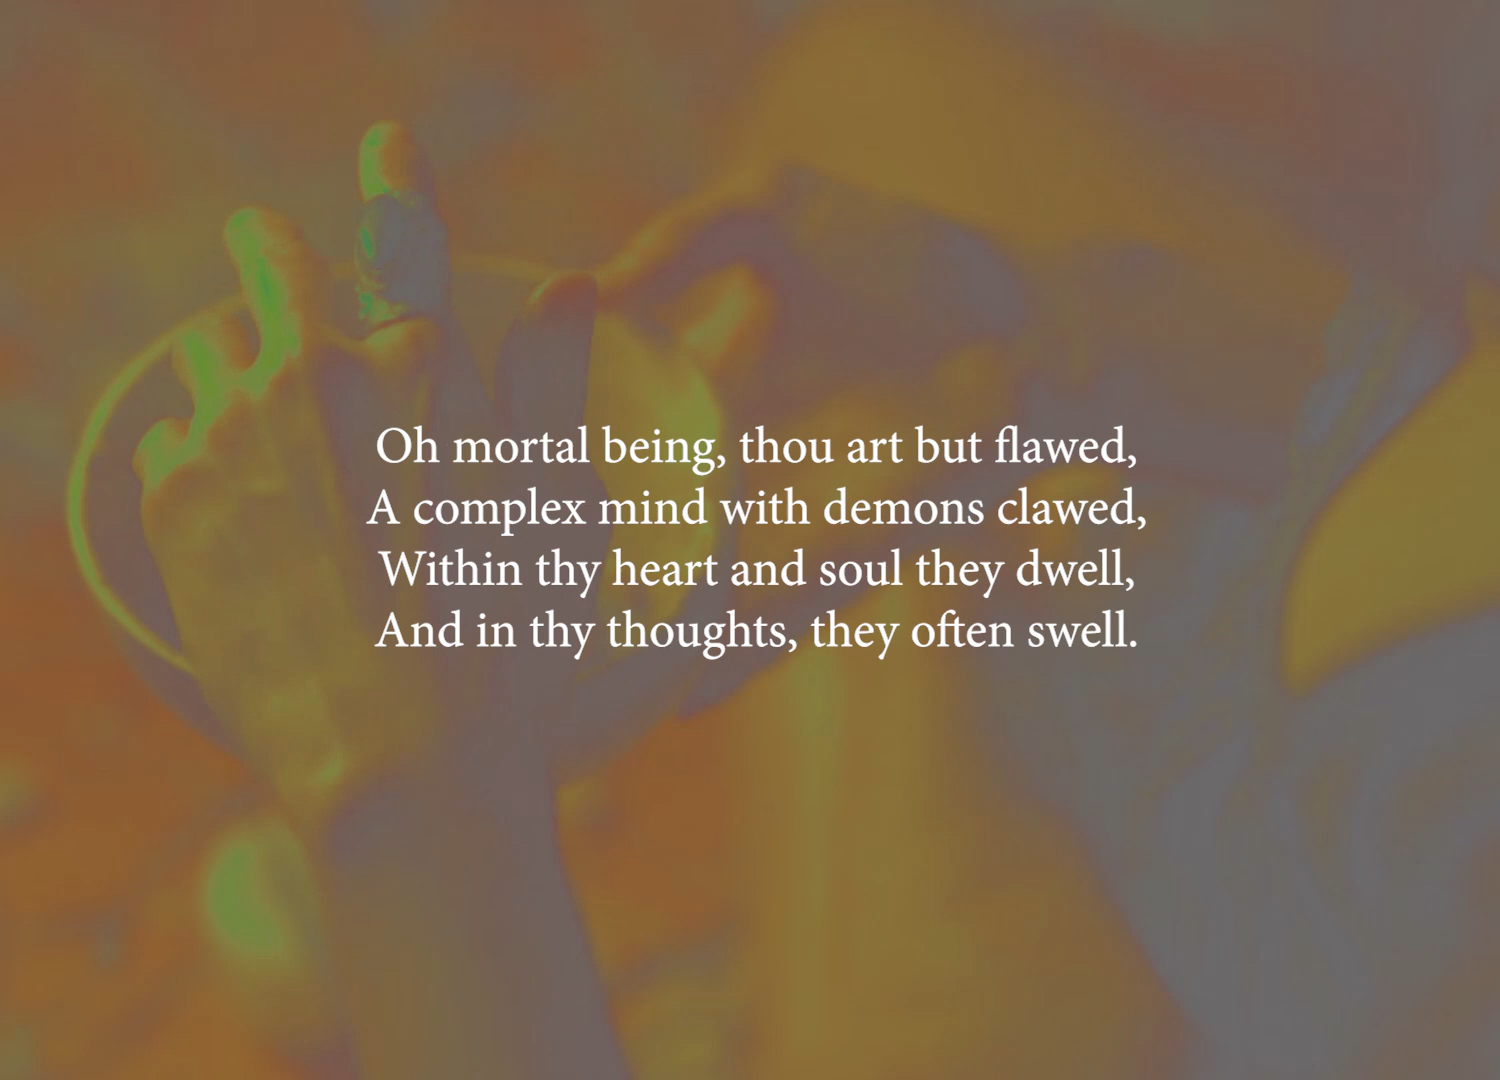 Oh mortal being, thou art but flawed,
A complex mind with demons clawed,
Within thy heart and soul they dwell,
And in thy thoughts, they often swell.